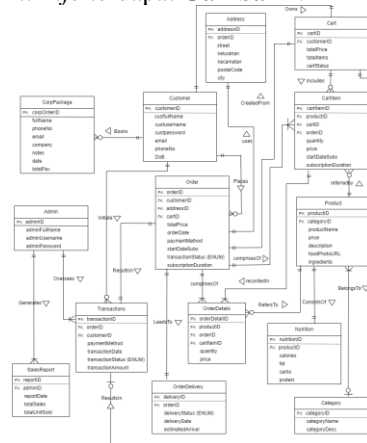 Owns
Address
PK addressID
FK orderID
street
kelurahan
kecamatan
postalCode
city
Cart
PK cartID
FK customerID
totalPrice
totalItems
cartStatus
Includes
CreatedFrom
CorpPackage
PK corpOrderID
fullName
phoneNo
email
company
notes
date
totalPax
Books
Customer
PK customerID
custfullName
custusername
custpassword
email
phoneNo
DoB
uses
Places
CartItem
PK cartItemID
FK productID
FK cartID
FK orderID
quantity
price
startDateSubs
subscriptionDuration
referredby
Admin
PK adminID
adminFullName
adminUsername
adminPassword
Initiate
Order
PK orderID
FK customerID
FK addressID
FK cartID
totalPrice
orderDate
paymentMethod
startDateSubs
transactionStatus (ENUM)
subscriptionDuration
comprisesOf
Product
PK productID
FK categoryID
productName
price
description
foodPhotoURL
ingredients
Oversees
ResultsIn
comprisesOf
recordedIn
BelongsTo
Generates
Transactions
PK transactionID
FK orderID
FK customerID
paymentMethod
transactionDate
transactionStatus (ENUM)
transactionAmount
LeadsTo
OrderDetails
PK orderDetailID
FK productID
FK orderID
FK cartItemID
quantity
price
RefersTo
ConsistsOf
Nutrition
PK nutritionID
FK productID
calories
fat
carbs
protein
SalesReport
PK reportID
FK adminID
reportDate
totalSales
totalUnitSold
ResultsIn
OrderDelivery
PK deliveryID
FK orderID
deliveryStatus (ENUM)
deliveryDate
estimatedArrival
Category
PK categoryID
categoryName
categoryDesc